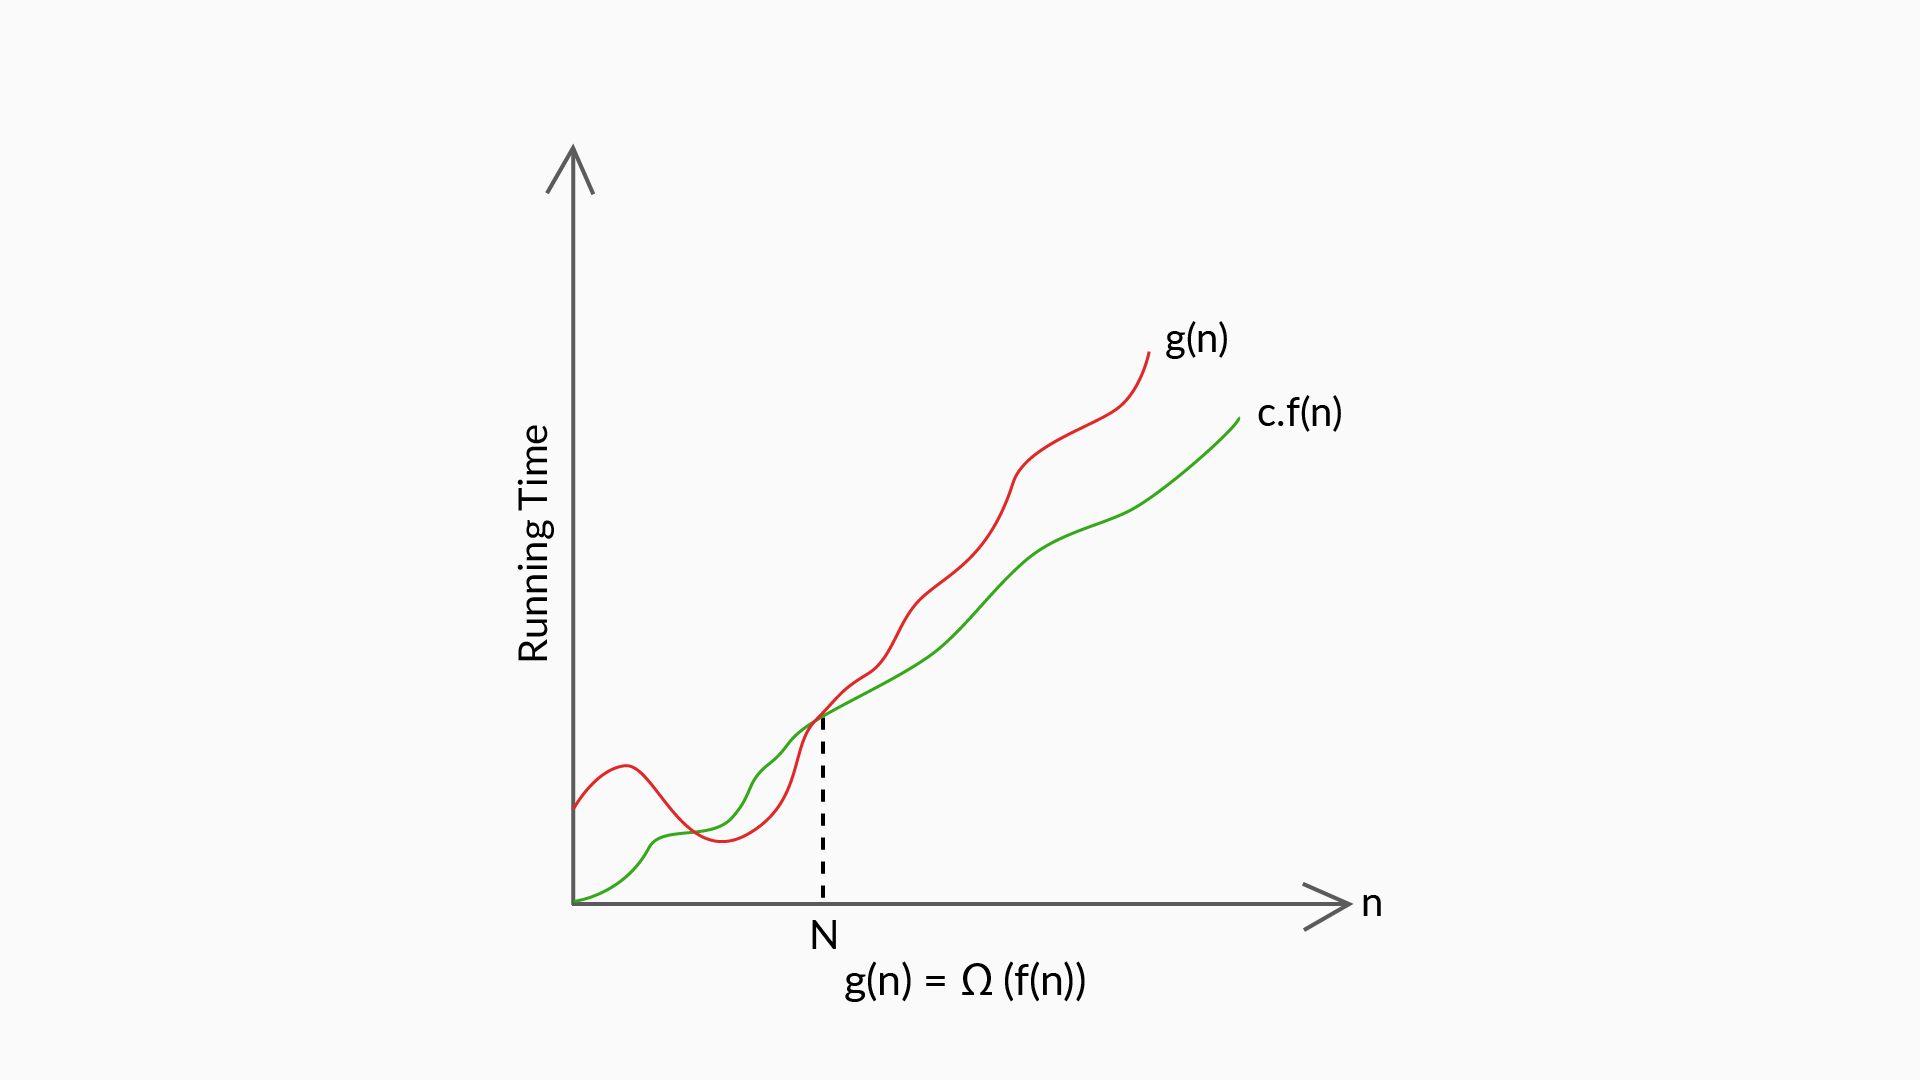 g(n)
c.f(n)
Running Time
n
N
g(n) = Ω (f(n))